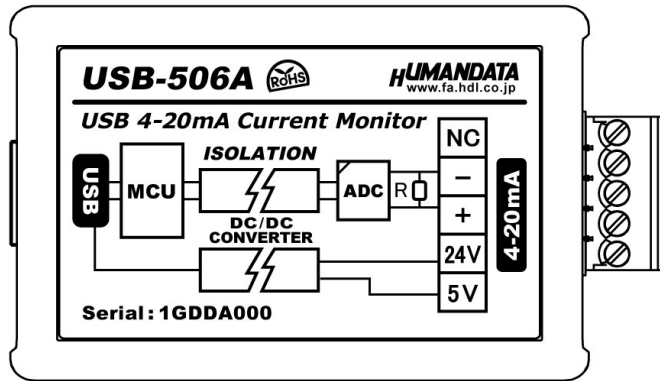 USB-506A RoHS HUMANDATA
www.fa.hdl.co.jp
USB 4-20mA Current Monitor
NC
ISOLATION
USB
MCU
ADC
R
−
+
DC/DC
CONVERTER
24V
5V
4-20mA
Serial : 1GDDA000